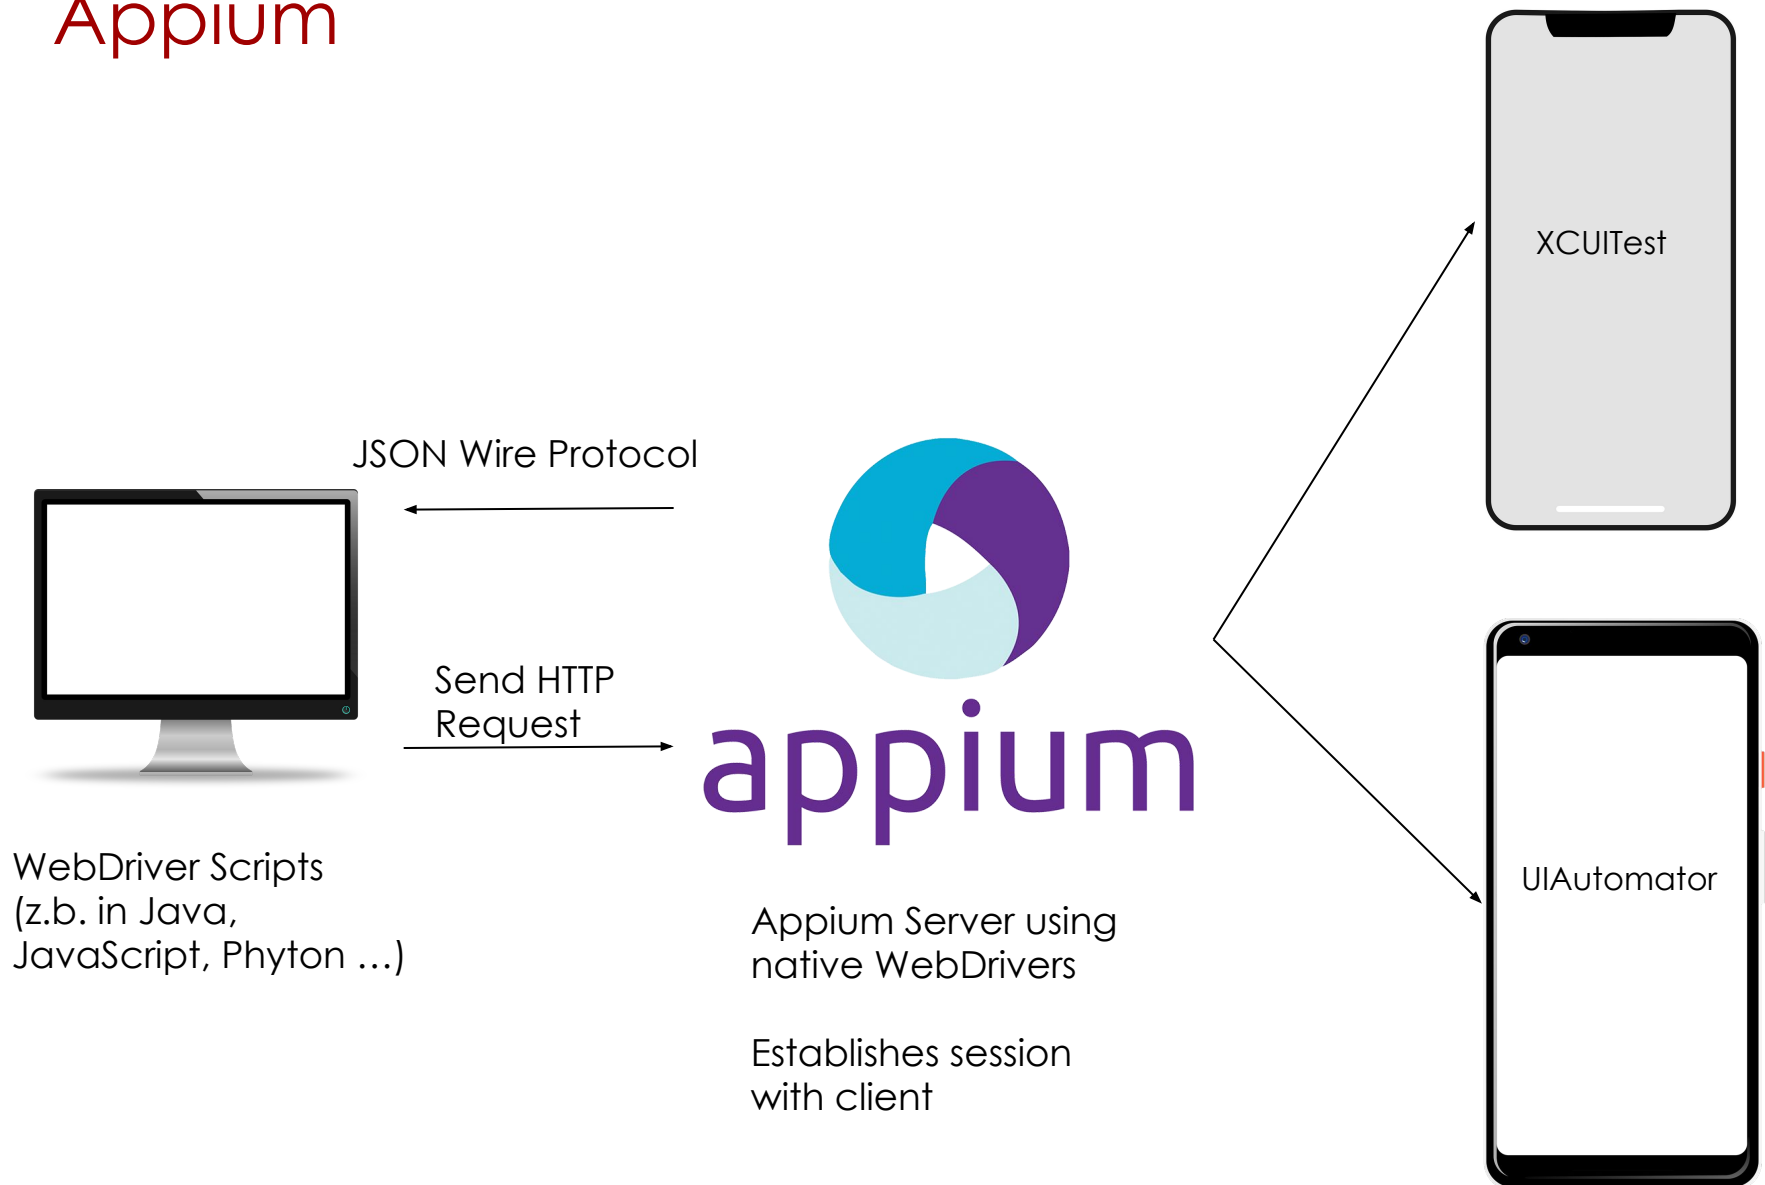 Appium
XCUITest
JSON Wire Protocol
Send HTTP
Request
appium
WebDriver Scripts
(z.b. in Java,
JavaScript, Phyton ...)
UIAutomator
Appium Server using
native WebDrivers
Establishes session
with client